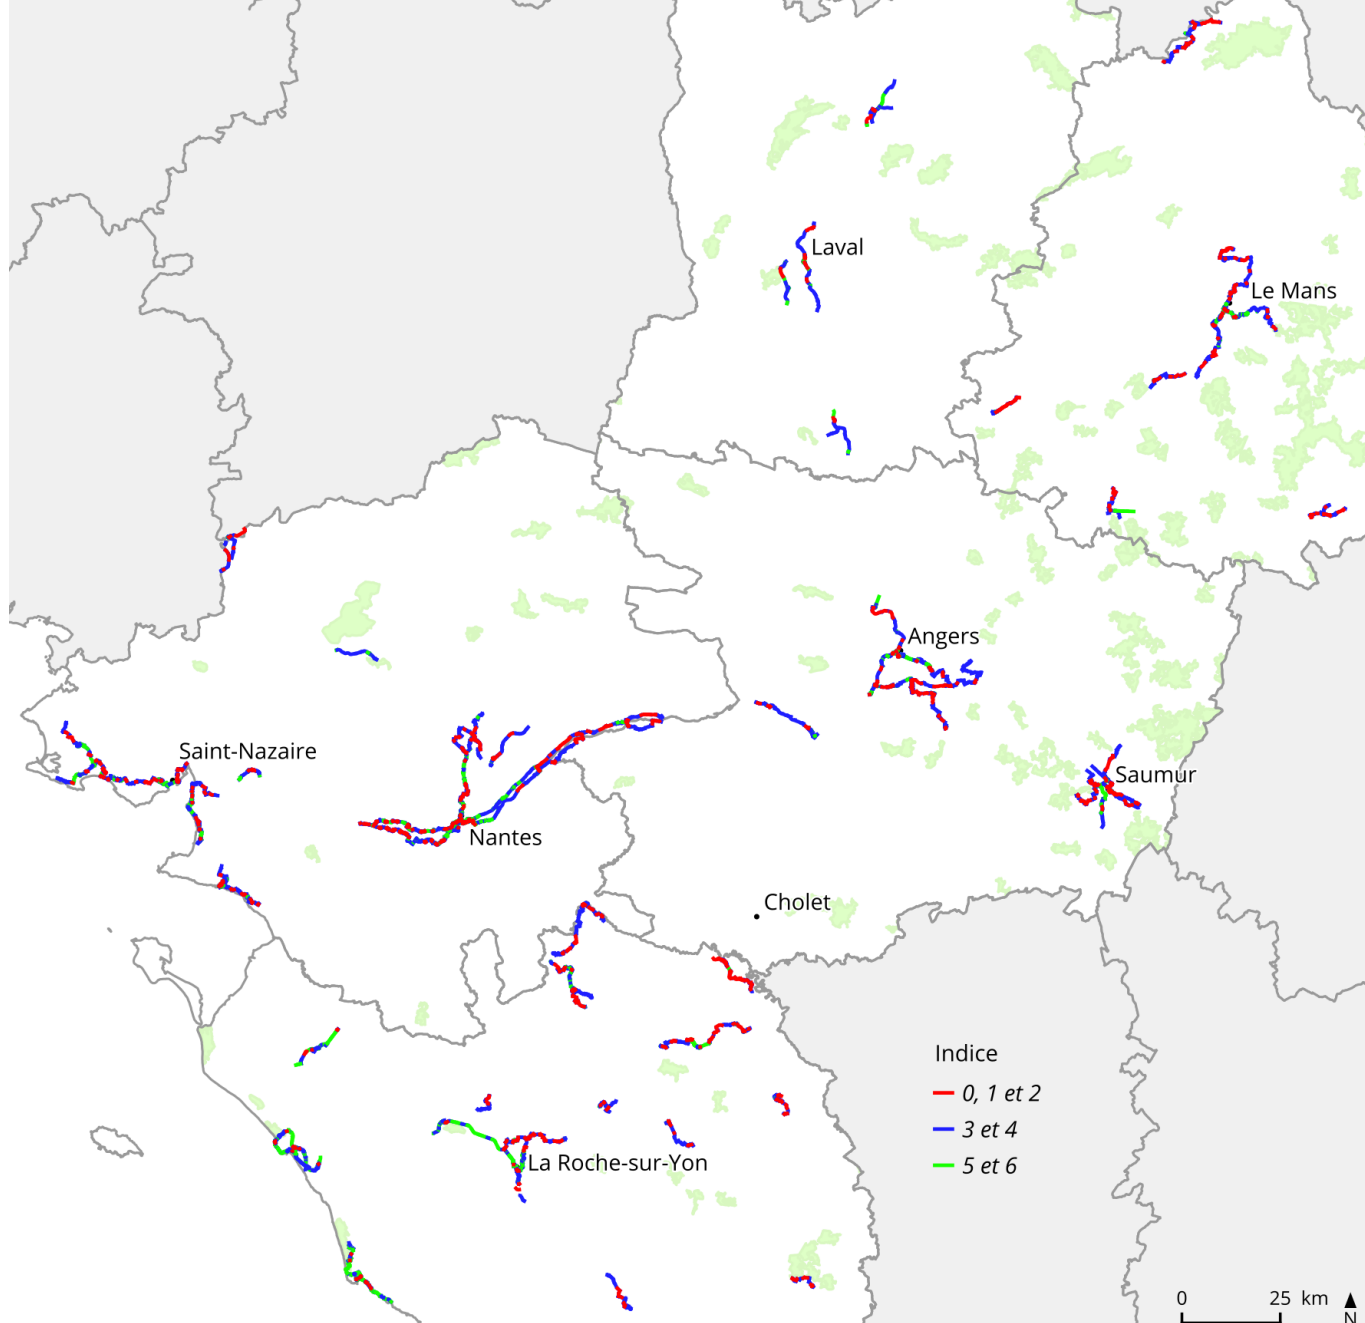 Laval
Le Mans
Angers
Saint-Nazaire
Saumur
Nantes
Cholet
La Roche-sur-Yon
Indice
0, 1 et 2
3 et 4
5 et 6
0 25 km
N